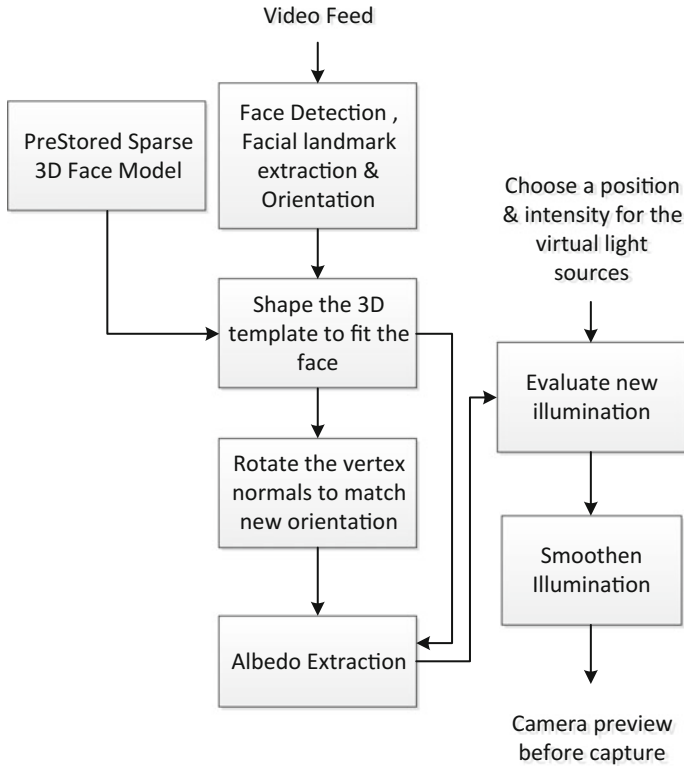 Video Feed
Face Detection ,
Facial landmark
extraction &
Orientation
PreStored Sparse
3D Face Model
Shape the 3D
template to fit the
face
Rotate the vertex
normals to match
new orientation
Albedo Extraction
Choose a position
& intensity for the
virtual light
sources
Evaluate new
illumination
Smoothen
Illumination
Camera preview
before capture